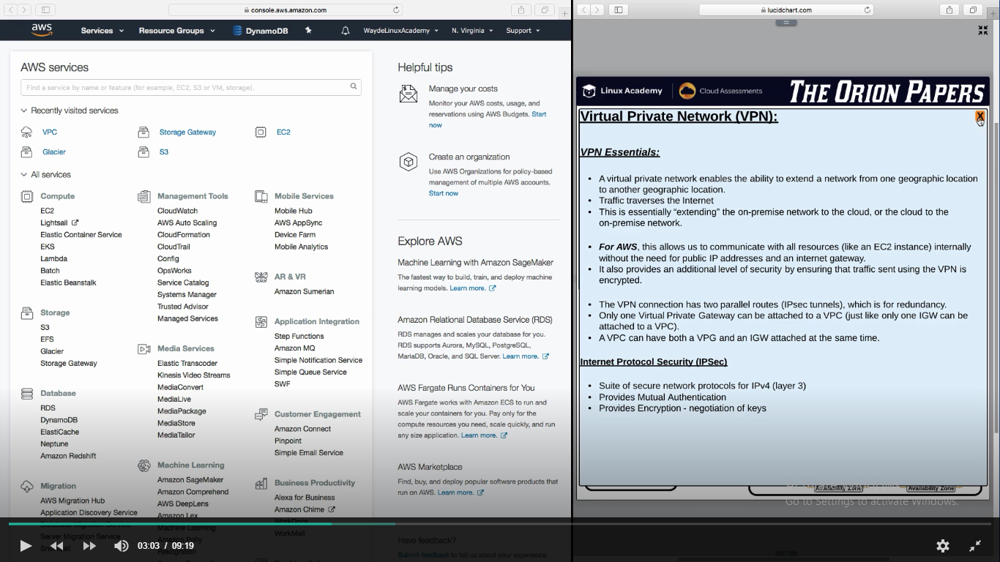 console.aws.amazon.com
aws
Services
Resource Groups
DynamoDB
WaydeLinuxAcademy
N. Virginia
Support
AWS services
Find a service by name or feature (for example, EC2, S3 or VM, storage).
Recently visited services
VPC
Storage Gateway
EC2
Glacier
S3
All services
Compute
EC2
Lightsail
Elastic Container Service
EKS
Lambda
Batch
Elastic Beanstalk
Storage
S3
EFS
Glacier
Storage Gateway
Database
RDS
DynamoDB
ElastiCache
Neptune
Amazon Redshift
Migration
AWS Migration Hub
Application Discovery Service
Database Migration Service
Server Migration Service
Management Tools
CloudWatch
AWS Auto Scaling
CloudFormation
CloudTrail
Config
OpsWorks
Service Catalog
Systems Manager
Trusted Advisor
Managed Services
Media Services
Elastic Transcoder
Kinesis Video Streams
MediaConvert
MediaLive
MediaPackage
MediaStore
MediaTailor
Machine Learning
Amazon SageMaker
Amazon Comprehend
AWS DeepLens
Amazon Lex
Machine Learning
Amazon Polly
Rekognition
Mobile Services
Mobile Hub
AWS AppSync
Device Farm
Mobile Analytics
AR & VR
Amazon Sumerian
Application Integration
Step Functions
Amazon MQ
Simple Notification Service
Simple Queue Service
SWF
Customer Engagement
Amazon Connect
Pinpoint
Simple Email Service
Business Productivity
Alexa for Business
Amazon Chime
WorkDocs
WorkMail
Helpful tips
Manage your costs
Monitor your AWS costs, usage, and
reservations using AWS Budgets. Start
now
Create an organization
Use AWS Organizations for policy-based
management of multiple AWS accounts.
Start now
Explore AWS
Machine Learning with Amazon SageMaker
The fastest way to build, train, and deploy machine
learning models. Learn more.
Amazon Relational Database Service (RDS)
RDS manages and scales your database for you.
RDS supports Aurora, MySQL, PostgreSQL,
MariaDB, Oracle, and SQL Server. Learn more.
AWS Fargate Runs Containers for You
AWS Fargate works with Amazon ECS to run and
scale your containers for you. Pay only for the
compute resources you need, scale quickly, and run
any size application. Learn more.
AWS Marketplace
Find, buy, and deploy popular software products that
run on AWS. Learn more.
Have feedback?
Submit feedback to tell us about your experience
lucidchart.com
Linux Academy
Cloud Assessments
THE ORION PAPERS
Virtual Private Network (VPN):
X
VPN Essentials:
• A virtual private network enables the ability to extend a network from one geographic location
to another geographic location.
• Traffic traverses the Internet
• This is essentially “extending” the on-premise network to the cloud, or the cloud to the
on-premise network.
• For AWS, this allows us to communicate with all resources (like an EC2 instance) internally
without the need for public IP addresses and an internet gateway.
• It also provides an additional level of security by ensuring that traffic sent using the VPN is
encrypted.
• The VPN connection has two parallel routes (IPsec tunnels), which is for redundancy.
• Only one Virtual Private Gateway can be attached to a VPC (just like only one IGW can be
attached to a VPC).
• A VPC can have both a VPG and an IGW attached at the same time.
Internet Protocol Security (IPSec)
• Suite of secure network protocols for IPv4 (layer 3)
• Provides Mutual Authentication
• Provides Encryption - negotiation of keys
Availability Zone
Availability Zone
Go to Settings to activate Windows.
03:03 / 09:19